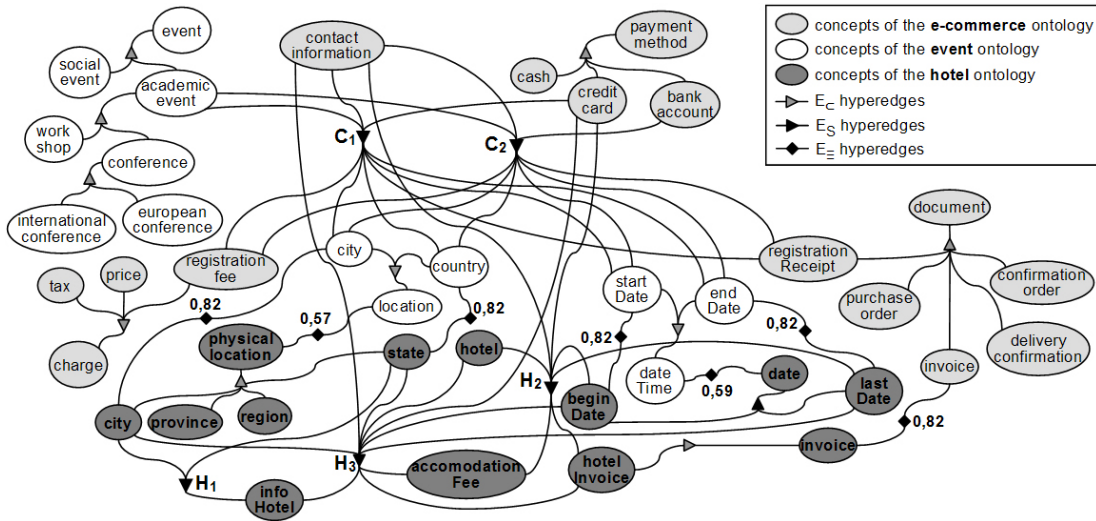 event
contact
information
payment
method
concepts of the e-commerce ontology
concepts of the event ontology
concepts of the hotel ontology
E⊂ hyperedges
ES hyperedges
EΞ hyperedges
social
event
cash
academic
event
credit
card
bank
account
work
shop
C1
C2
conference
international
conference
european
conference
document
registration
fee
city
country
registration
Receipt
tax
price
start
Date
end
Date
purchase
order
confirmation
order
0,82
0,57
location
0,82
physical
location
state
hotel
0,82
0,82
delivery
confirmation
charge
date
Time
0,59
date
last
Date
invoice
H2
begin
Date
city
province
region
0,82
H3
accomodation
Fee
hotel
Invoice
invoice
H1
info
Hotel